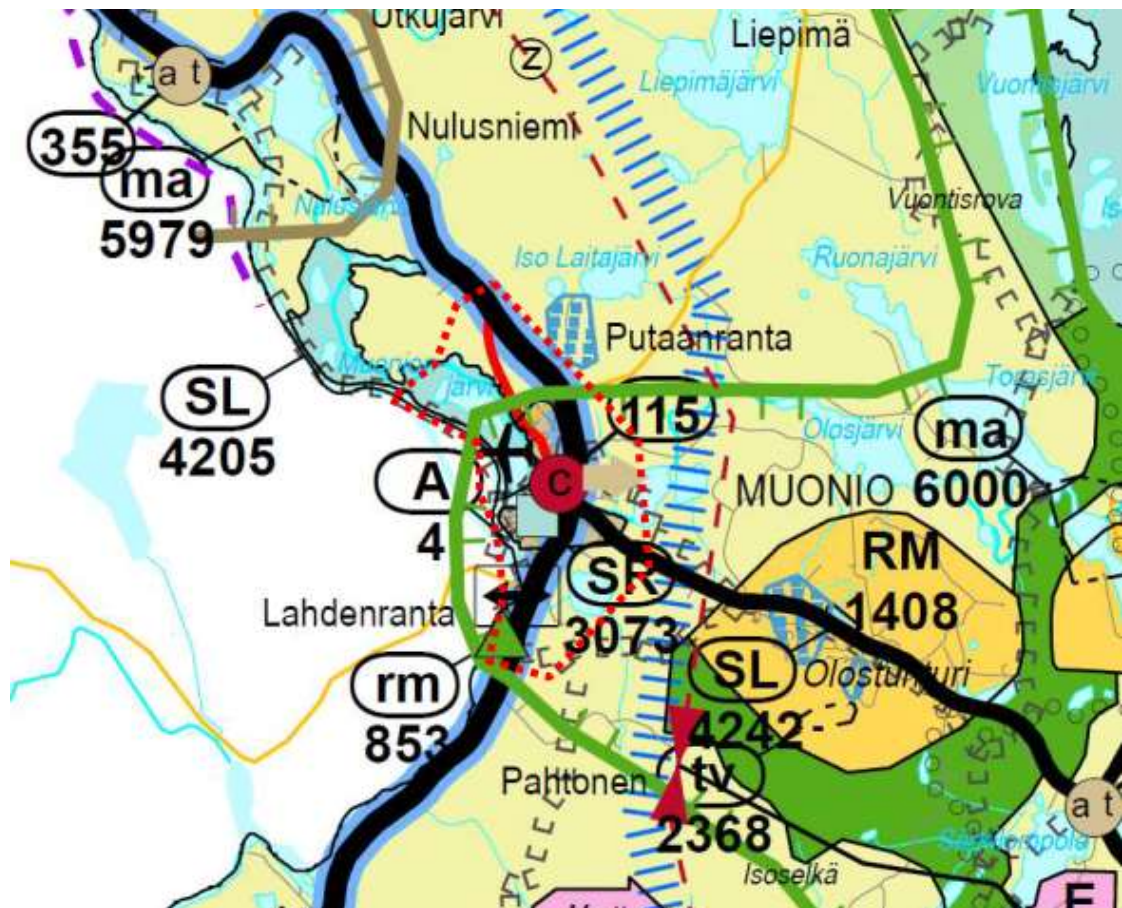 Utkujärvi
Liepimä
z
a t
Liepimäjärvi
Vuontisjärvi
355
Nulusniemi
ma
5979
Vuontisrova
Iso Laitajärvi
Ruonajärvi
Putaanranta
SL
4205
115
Olosjärvi
ma
6000
A
4
c
MUONIO
RM
1408
SR
3073
Lahdenranta
rm
853
SL
4242
Olostunturi
Pahtonen
tv
2368
a t
Isoselkä
E